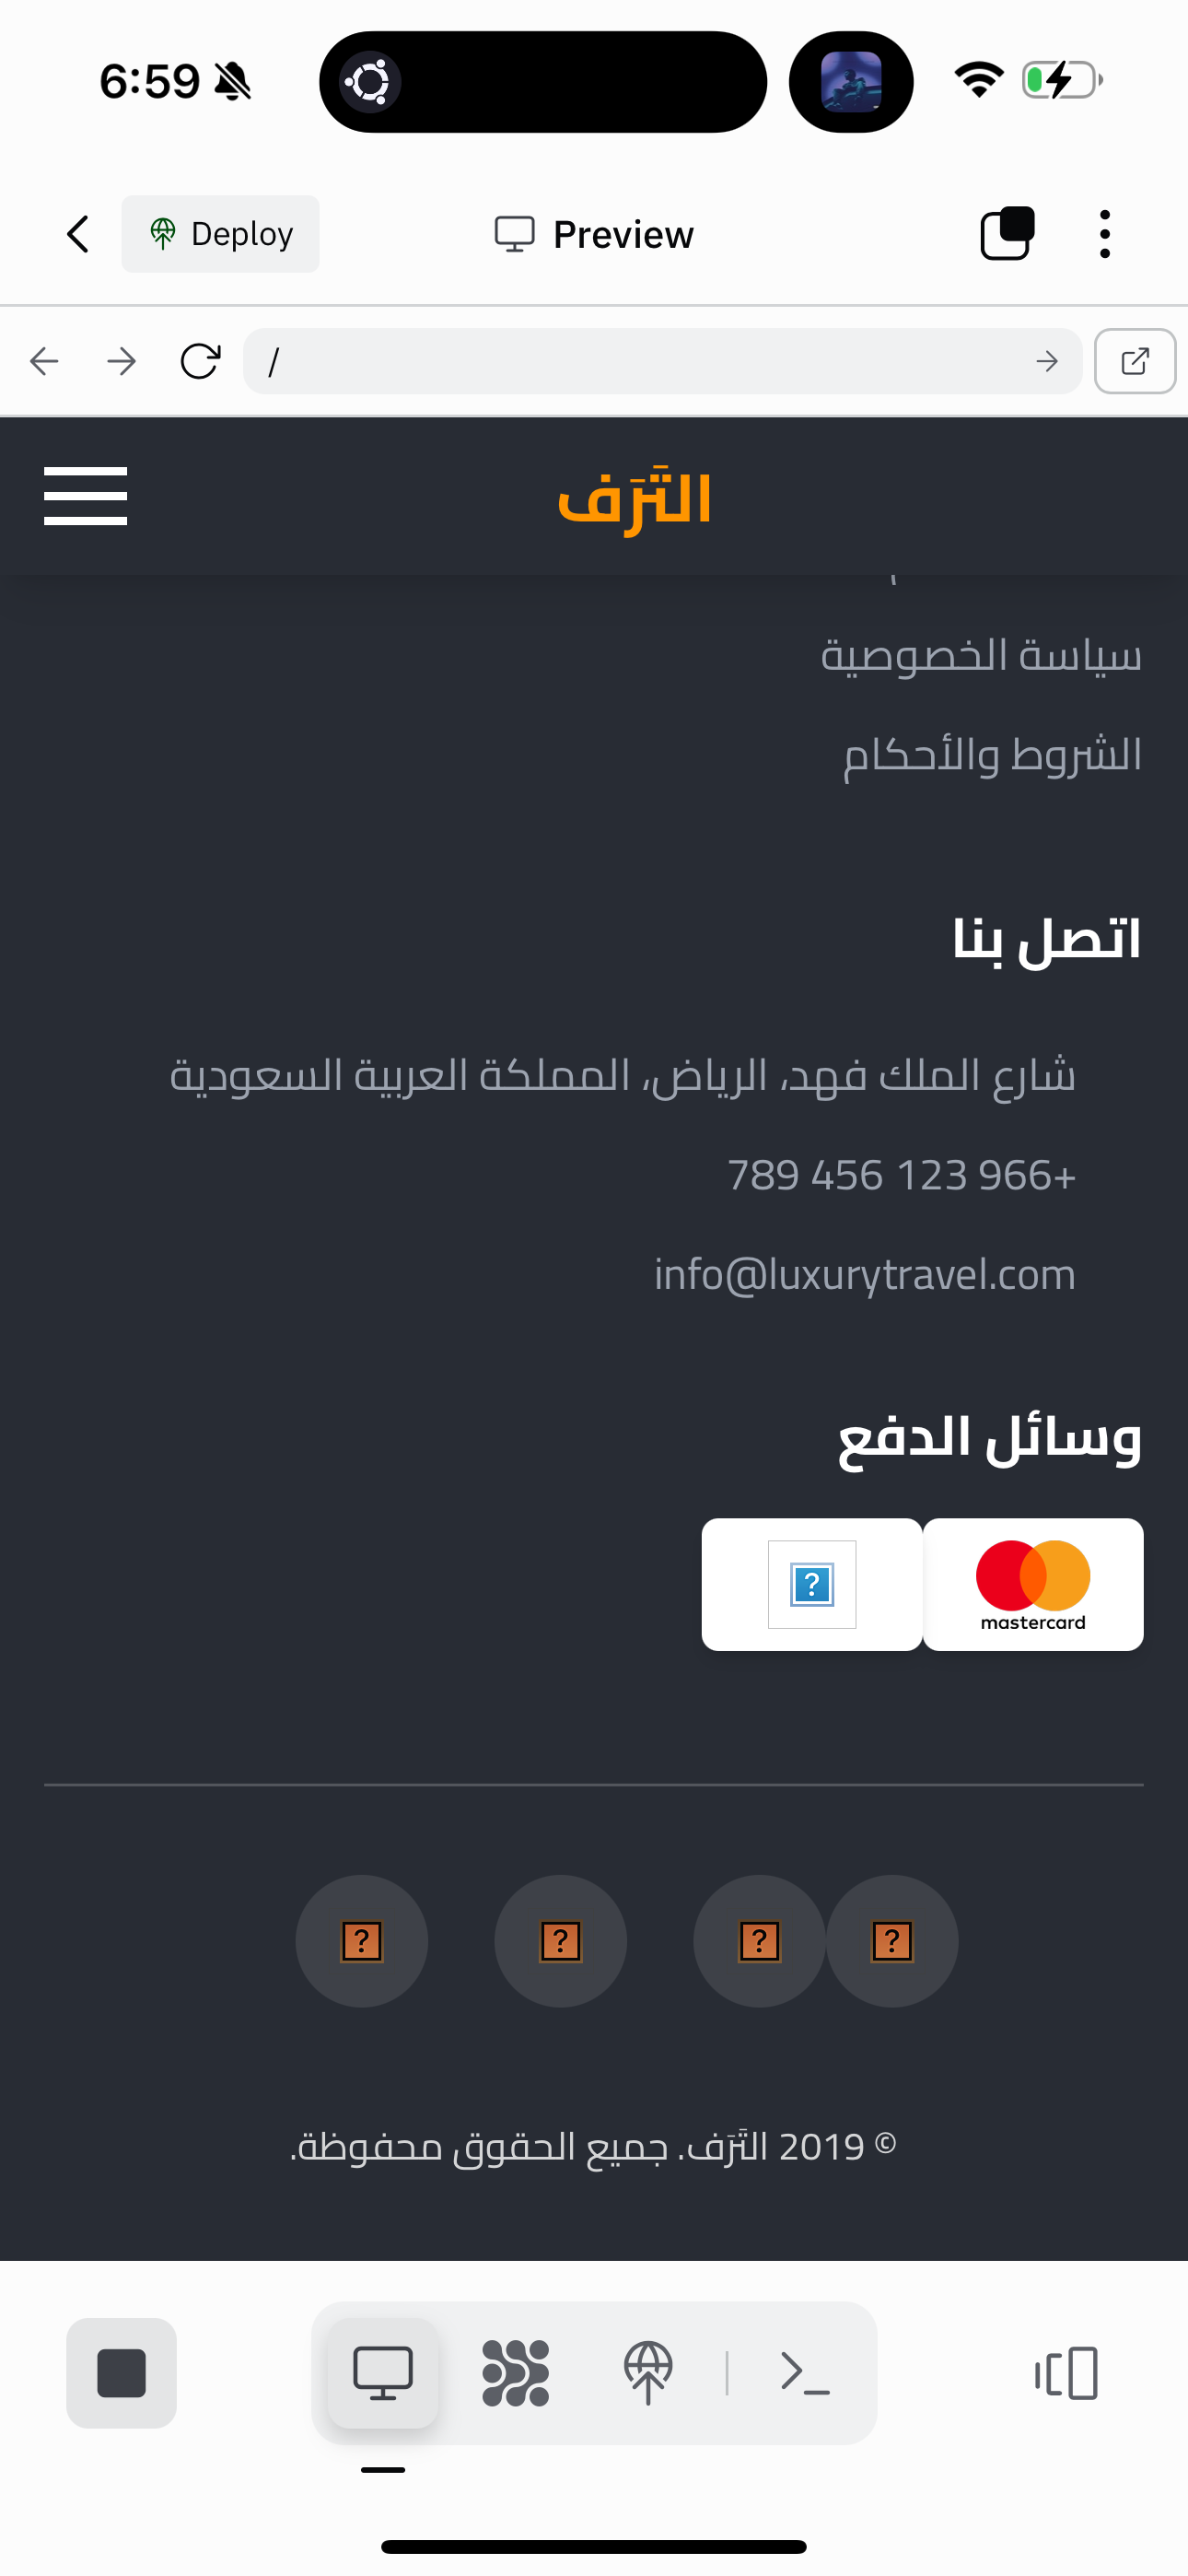 6:59
Deploy
Preview
/
التَرَف
سياسة الخصوصية
الشروط والأحكام
اتصل بنا
شارع الملك فهد، الرياض، المملكة العربية السعودية
+966 123 456 789
info@luxurytravel.com
وسائل الدفع
mastercard
© 2019 التَرَف. جميع الحقوق محفوظة.